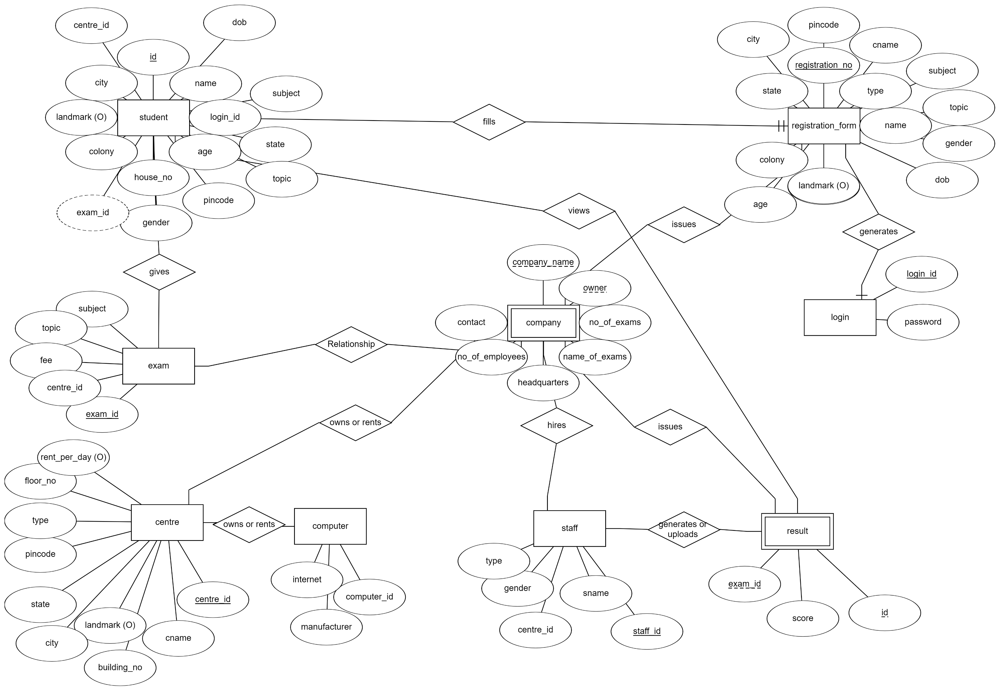 centre_id
dob
id
city
name
subject
landmark (O)
student
login_id
colony
age
state
house_no
topic
pincode
exam_id
gender
fills
pincode
city
cname
registration_no
subject
state
type
topic
registration_form
name
gender
colony
landmark (O)
dob
age
views
issues
generates
gives
company_name
owner
login_id
contact
company
no_of_exams
login
password
no_of_employees
name_of_exams
headquarters
subject
topic
Relationship
fee
exam
centre_id
exam_id
owns or rents
hires
issues
rent_per_day (O)
floor_no
type
centre
owns or rents
computer
pincode
state
landmark (O)
city
cname
centre_id
building_no
internet
computer_id
manufacturer
staff
generates or
uploads
result
type
gender
sname
centre_id
staff_id
exam_id
score
id